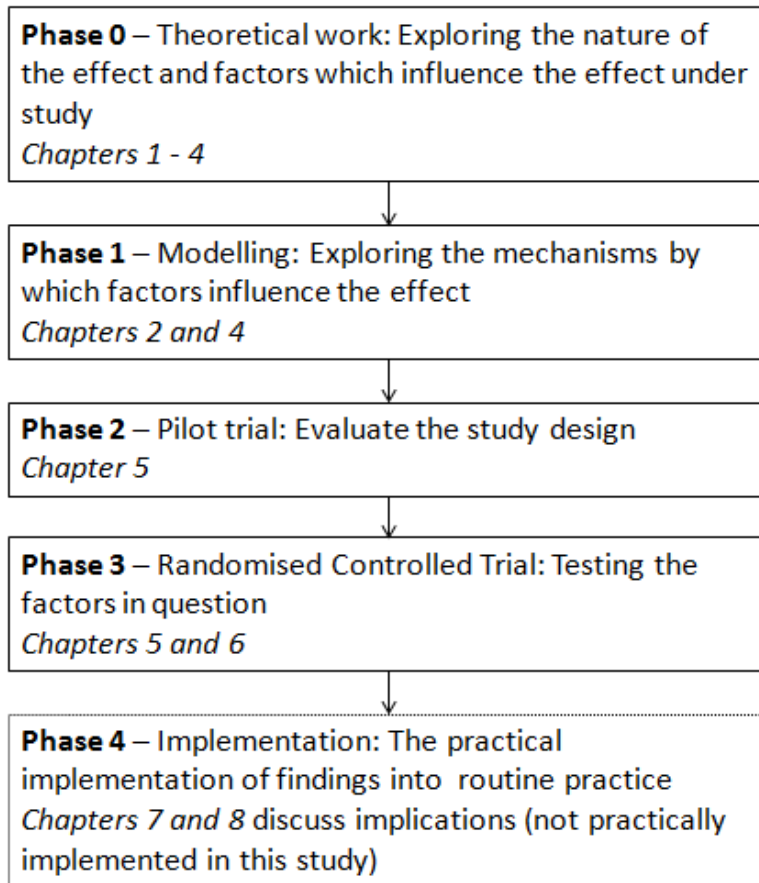 Phase 0 – Theoretical work: Exploring the nature of
the effect and factors which influence the effect under
study
Chapters 1 - 4
Phase 1 – Modelling: Exploring the mechanisms by
which factors influence the effect
Chapters 2 and 4
Phase 2 – Pilot trial: Evaluate the study design
Chapter 5
Phase 3 – Randomised Controlled Trial: Testing the
factors in question
Chapters 5 and 6
Phase 4 – Implementation: The practical
implementation of findings into routine practice
Chapters 7 and 8 discuss implications (not practically
implemented in this study)